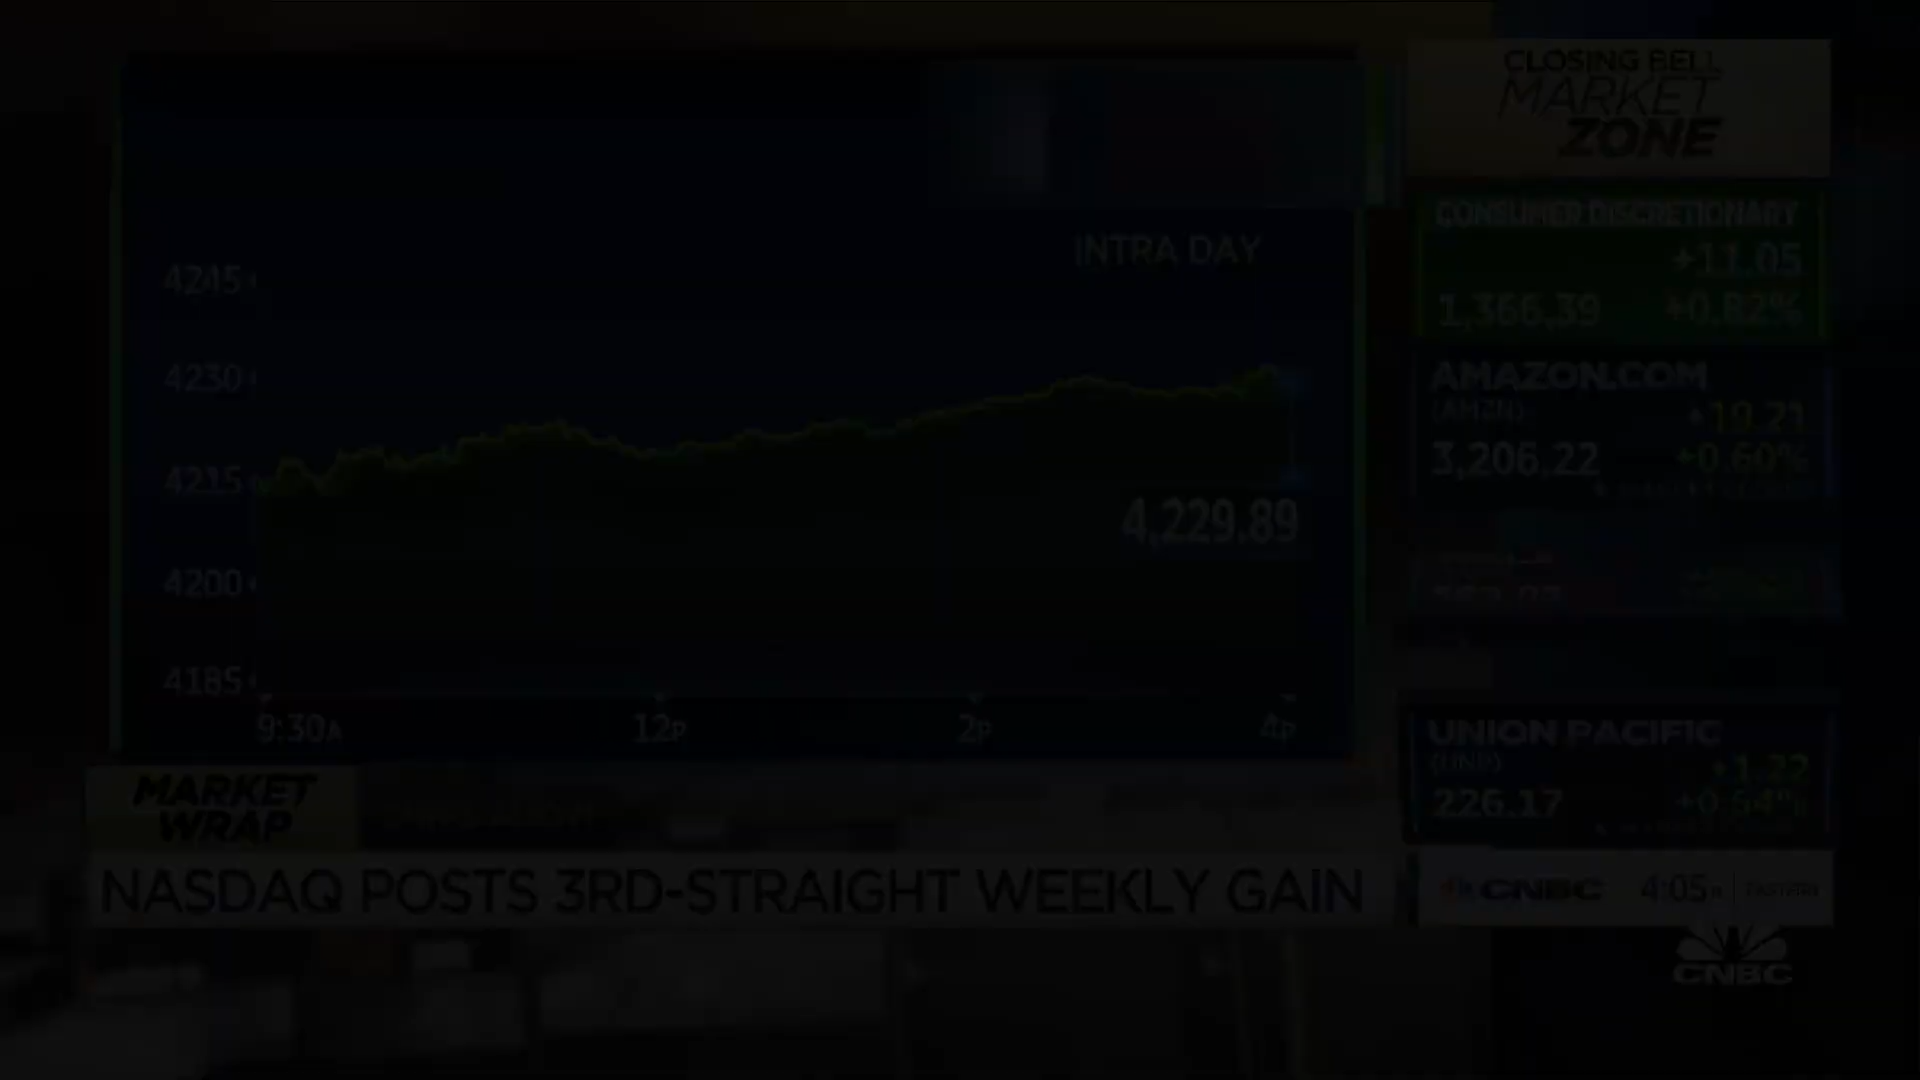 CLOSING BELL
MARKET
ZONE
INTRA DAY
4245
4230
4215
4200
4185
4,229.89
9:30A
12P
2P
4P
CONSUMER DISCRETIONARY
+11.05
1,366.39 +0.82%
AMAZON.COM
(AMZN) +19.21
3,206.22 +0.60%
UNION PACIFIC
(UNP) +1.22
226.17 +0.54%
MARKET
WRAP
NASDAQ POSTS 3RD-STRAIGHT WEEKLY GAIN
CNBC 4:05
CNBC